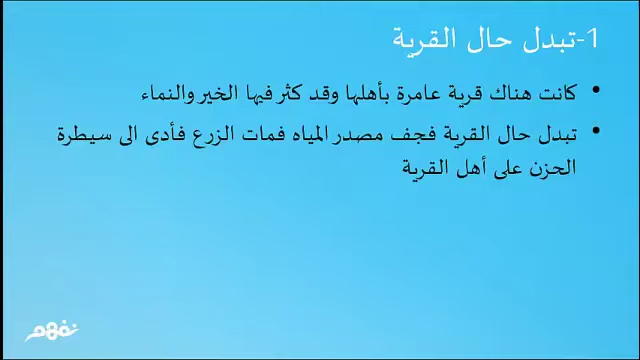 1-تبدل حال القرية
• كانت هناك قرية عامرة بأهلها وقد كثر فيها الخير والنماء
• تبدل حال القرية فجف مصدر المياه فمات الزرع فأدى الى سيطرة
الحزن على أهل القرية
نفهم